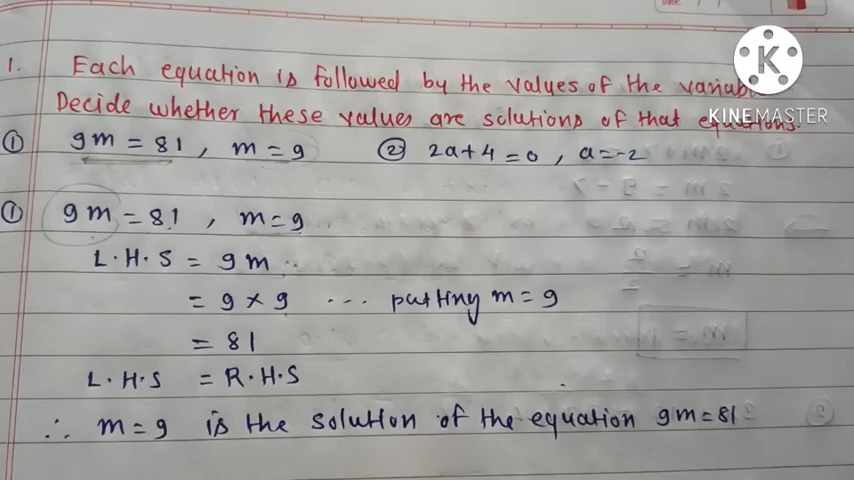 1. Each equation is followed by the values of the variab
Decide whether these values are solutions of that equations.
KINEMASTER
① 9m = 81, m = 9 ② 2a+4 = 0, a = -2
① 9m = 81, m = 9
L.H.S = 9m
= 9 × 9 ... putting m = 9
= 81
L.H.S = R.H.S
∴ m = 9 is the solution of the equation 9m = 81